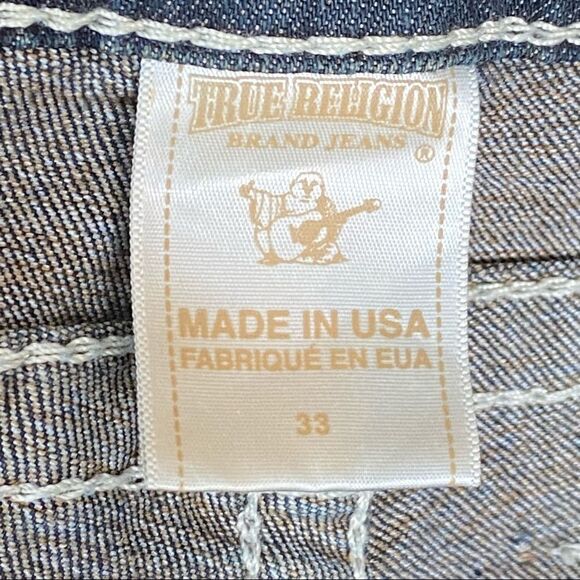 TRUE RELIGION
BRAND JEANS ®
MADE IN USA
FABRIQUÉ EN EUA
33